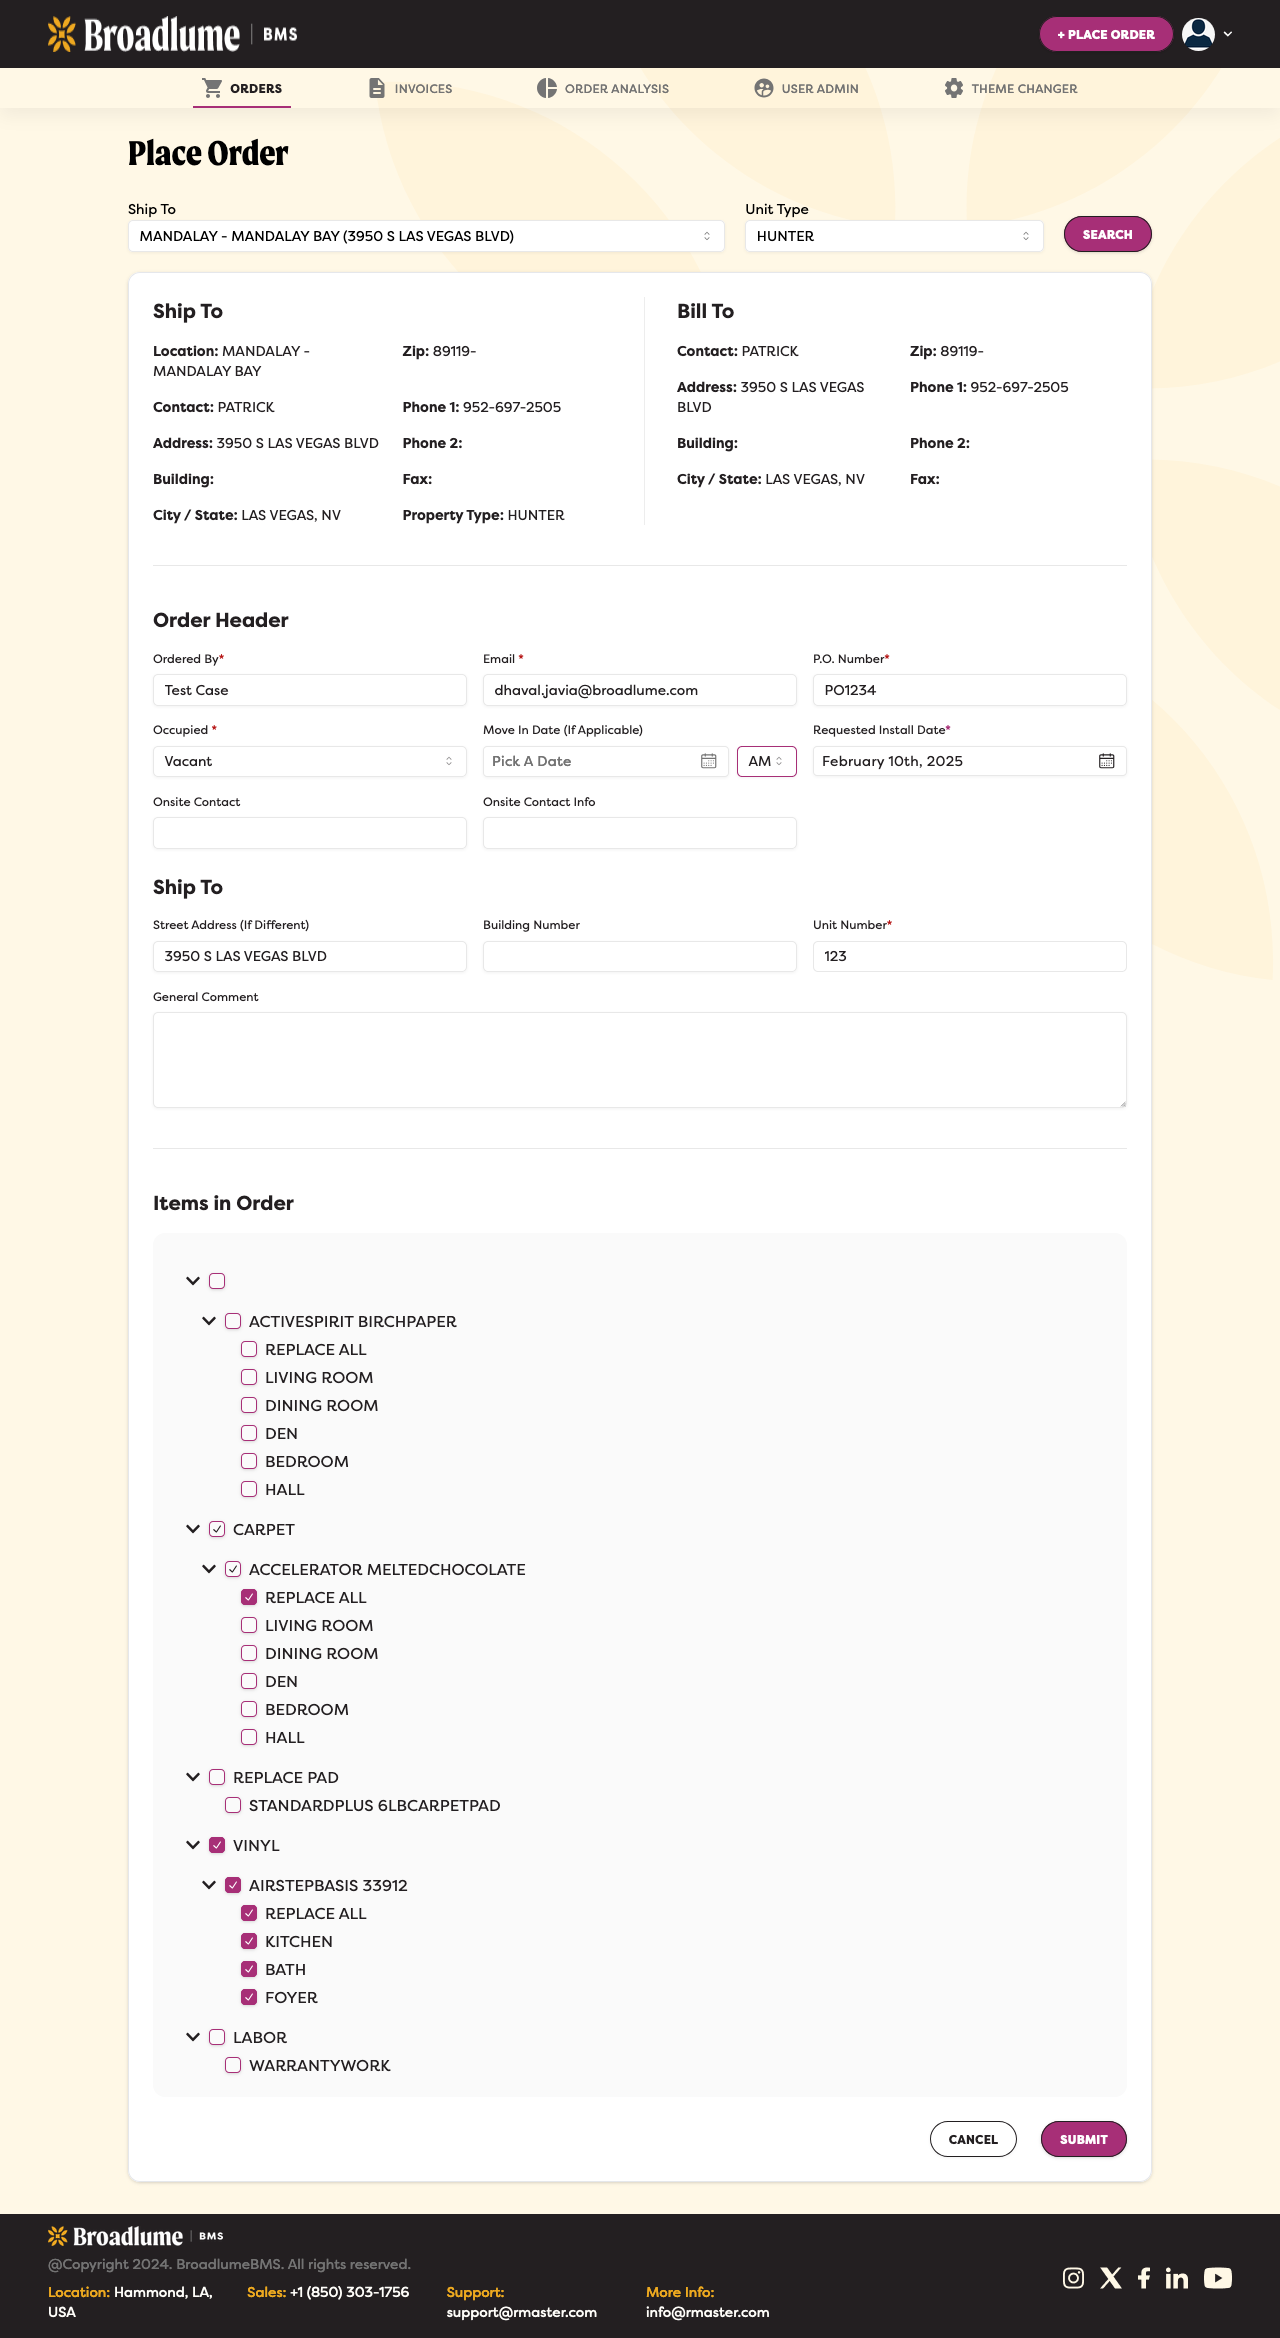 Broadlume | BMS
+ PLACE ORDER
ORDERS
INVOICES
ORDER ANALYSIS
USER ADMIN
THEME CHANGER
Place Order
Ship To
Unit Type
MANDALAY - MANDALAY BAY (3950 S LAS VEGAS BLVD)
HUNTER
SEARCH
Ship To
Location: MANDALAY -
MANDALAY BAY
Zip: 89119-
Contact: PATRICK
Phone 1: 952-697-2505
Address: 3950 S LAS VEGAS BLVD
Phone 2:
Building:
Fax:
City / State: LAS VEGAS, NV
Property Type: HUNTER
Bill To
Contact: PATRICK
Zip: 89119-
Address: 3950 S LAS VEGAS
BLVD
Phone 1: 952-697-2505
Building:
Phone 2:
City / State: LAS VEGAS, NV
Fax:
Order Header
Ordered By*
Email *
P.O. Number*
Test Case
dhaval.javia@broadlume.com
PO1234
Occupied *
Move In Date (If Applicable)
Requested Install Date*
Vacant
Pick A Date
AM
February 10th, 2025
Onsite Contact
Onsite Contact Info
Ship To
Street Address (If Different)
Building Number
Unit Number*
3950 S LAS VEGAS BLVD
123
General Comment
Items in Order
ACTIVESPIRIT BIRCHPAPER
REPLACE ALL
LIVING ROOM
DINING ROOM
DEN
BEDROOM
HALL
CARPET
ACCELERATOR MELTEDCHOCOLATE
REPLACE ALL
LIVING ROOM
DINING ROOM
DEN
BEDROOM
HALL
REPLACE PAD
STANDARDPLUS 6LBCARPETPAD
VINYL
AIRSTEPBASIS 33912
REPLACE ALL
KITCHEN
BATH
FOYER
LABOR
WARRANTYWORK
CANCEL
SUBMIT
Broadlume | BMS
@Copyright 2024. BroadlumeBMS. All rights reserved.
Location: Hammond, LA,
USA
Sales: +1 (850) 303-1756
Support:
support@rmaster.com
More Info:
info@rmaster.com